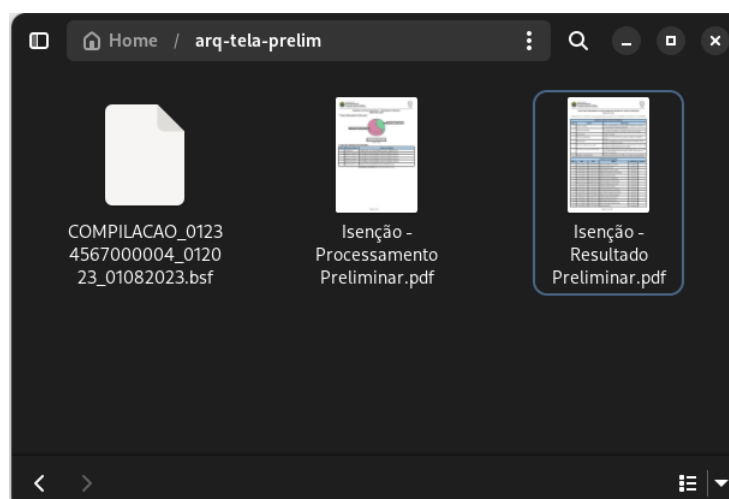 Home / arq-tela-prelim
COMPILACAO_0123
4567000004_0120
23_01082023.bsf
Isenção -
Processamento
Preliminar.pdf
Isenção -
Resultado
Preliminar.pdf